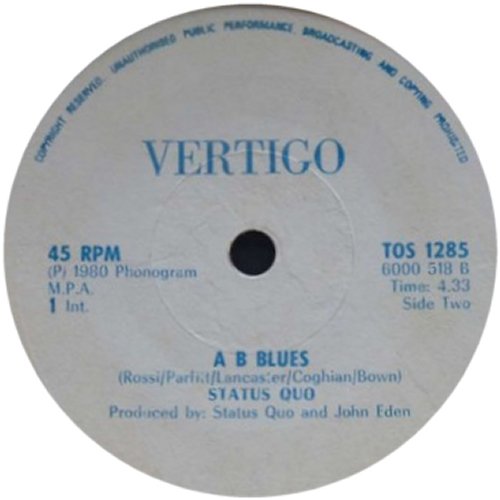 COPYRIGHT RESERVED. UNAUTHORISED PUBLIC PERFORMANCE, BROADCASTING AND COPYING PROHIBITED
VERTIGO
45 RPM
(P) 1980 Phonogram
M.P.A.
1 Int.
TOS 1285
6000 518 B
Time: 4.33
Side Two
A B BLUES
(Rossi/Parfitt/Lancaster/Coghian/Bown)
STATUS QUO
Produced by: Status Quo and John Eden